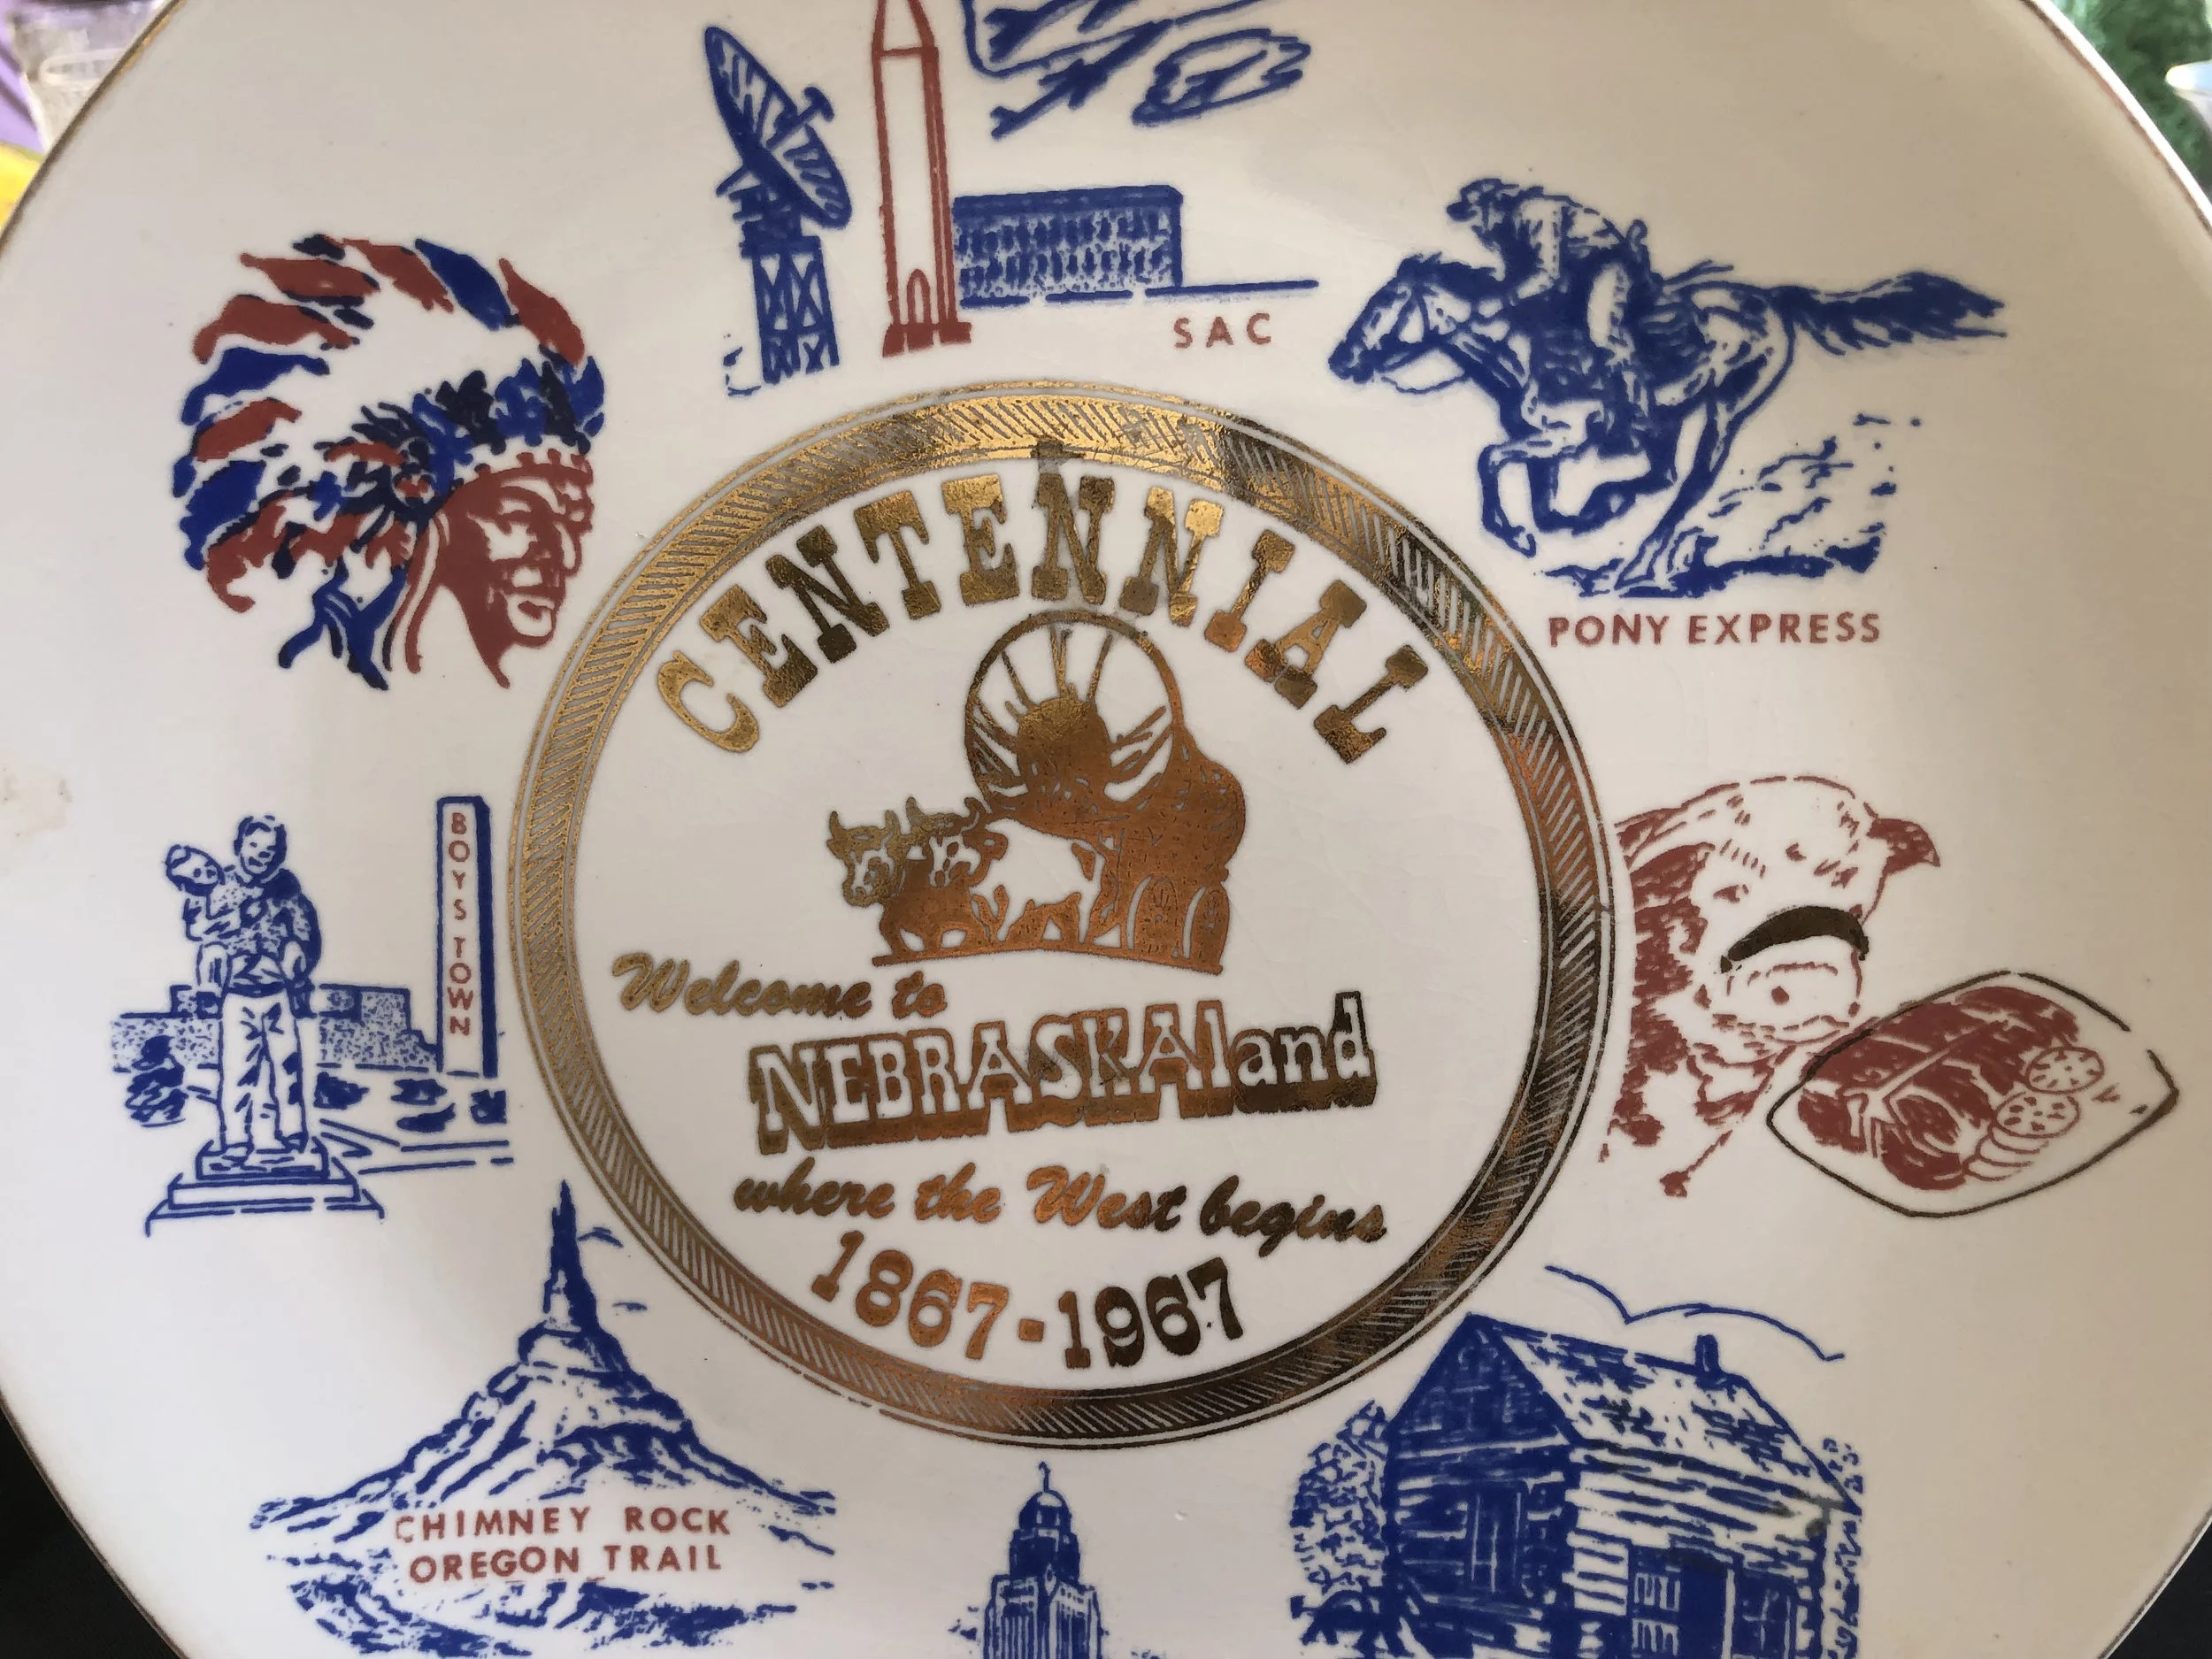 SAC
PONY EXPRESS
CENTENNIAL
Welcome to
NEBRASKAland
where the West begins
1867-1967
BOYS TOWN
CHIMNEY ROCK
OREGON TRAIL